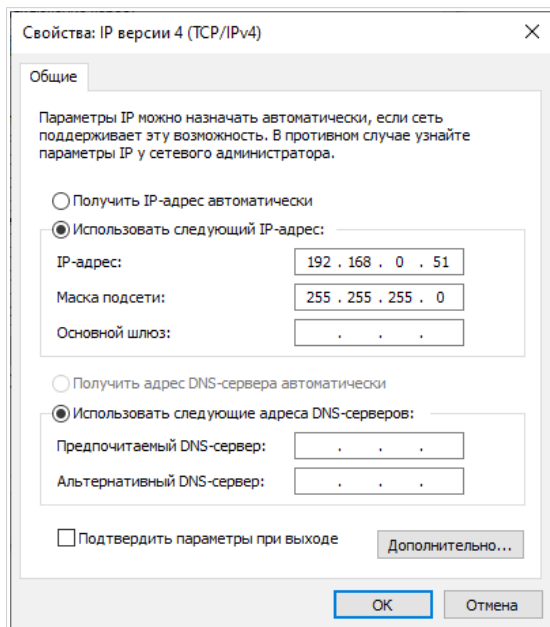 Свойства: IP версии 4 (TCP/IPv4)
Общие
Параметры IP можно назначать автоматически, если сеть
поддерживает эту возможность. В противном случае узнайте
параметры IP у сетевого администратора.
Получить IP-адрес автоматически
Использовать следующий IP-адрес:
IP-адрес: 192 . 168 . 0 . 51
Маска подсети: 255 . 255 . 255 . 0
Основной шлюз: . . .
Получить адрес DNS-сервера автоматически
Использовать следующие адреса DNS-серверов:
Предпочитаемый DNS-сервер: . . .
Альтернативный DNS-сервер: . . .
Подтвердить параметры при выходе
Дополнительно...
OK Отмена